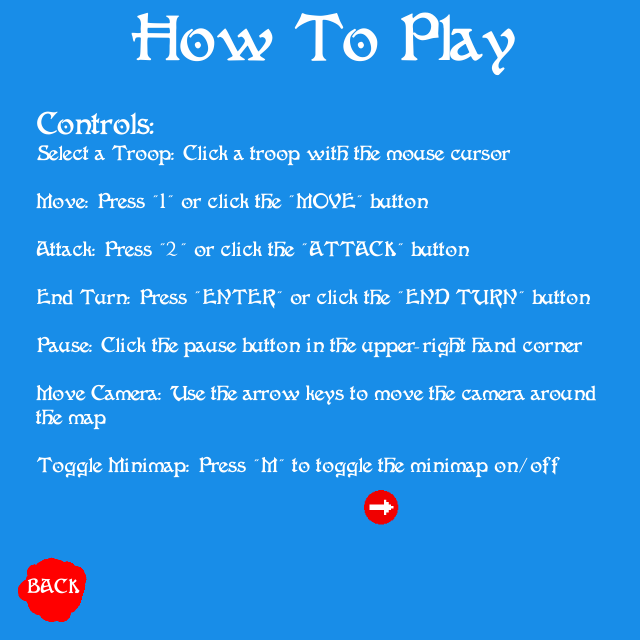 How To Play
Controls:
Select a Troop: Click a troop with the mouse cursor
Move: Press "1" or click the "MOVE" button
Attack: Press "2" or click the "ATTACK" button
End Turn: Press "ENTER" or click the "END TURN" button
Pause: Click the pause button in the upper-right hand corner
Move Camera: Use the arrow keys to move the camera around
the map
Toggle Minimap: Press "M" to toggle the minimap on/off
BACK